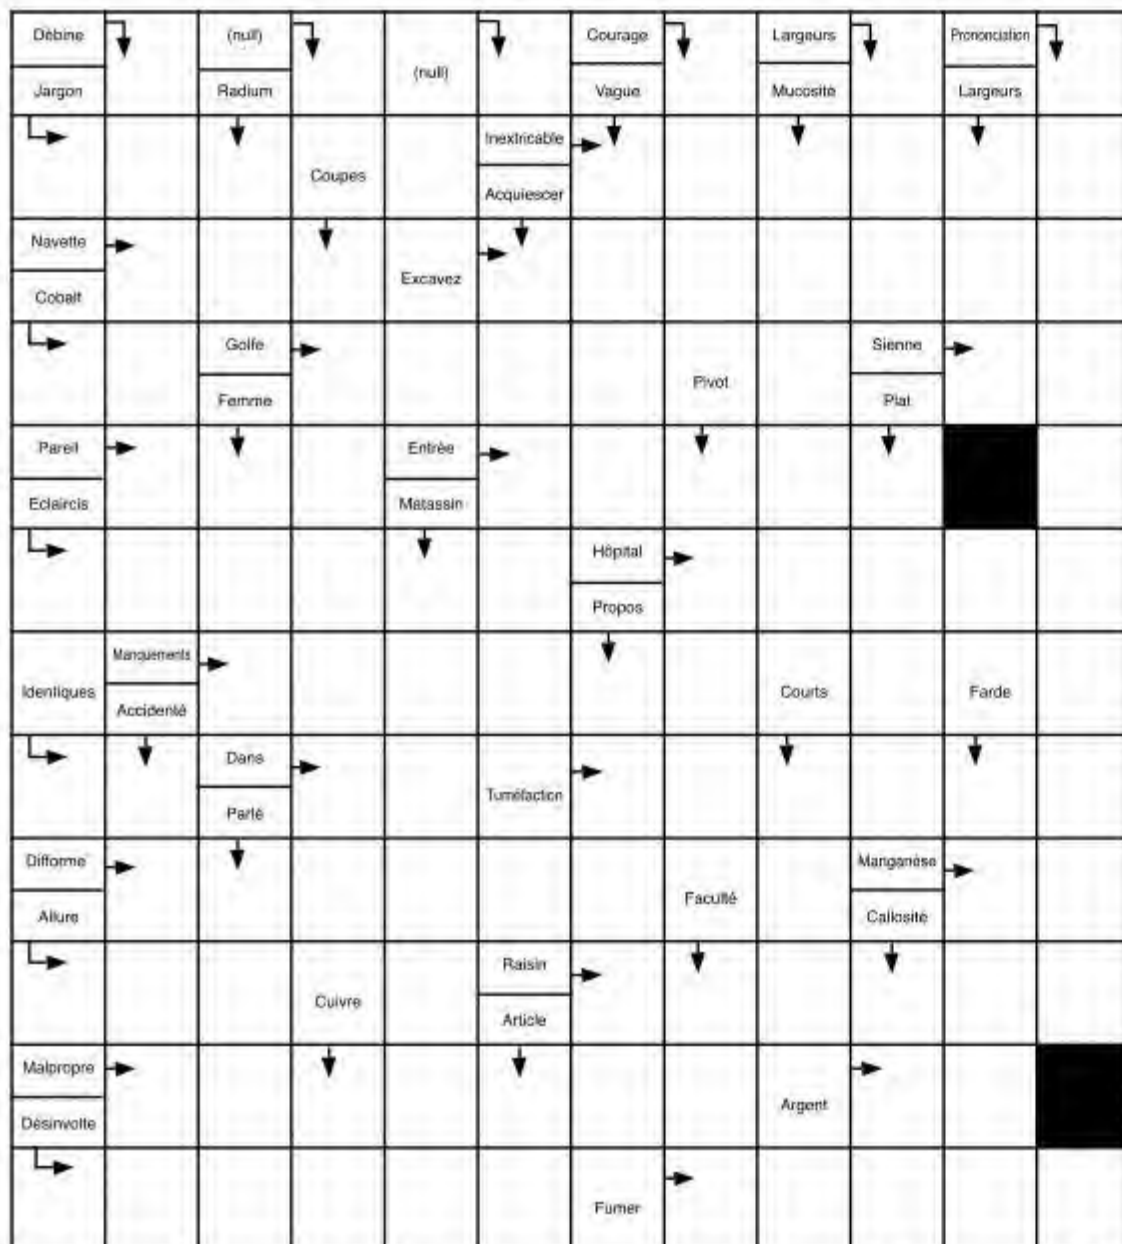 Débine
(null)
Courage
Largeurs
Prononciation
(null)
Jargon
Radium
Vague
Mucosité
Largeurs
Inextricable
Coupes
Acquiescer
Navette
Excavez
Cobalt
Golfe
Sienne
Pivot
Femme
Plat
Pareil
Entrée
Eclaircis
Matassin
Hôpital
Propos
Manquements
Identiques
Courts
Farde
Accidenté
Dans
Tuméfaction
Parlé
Difforme
Manganèse
Faculté
Allure
Callosité
Raisin
Cuivre
Article
Malpropre
Argent
Désinvolte
Fumer